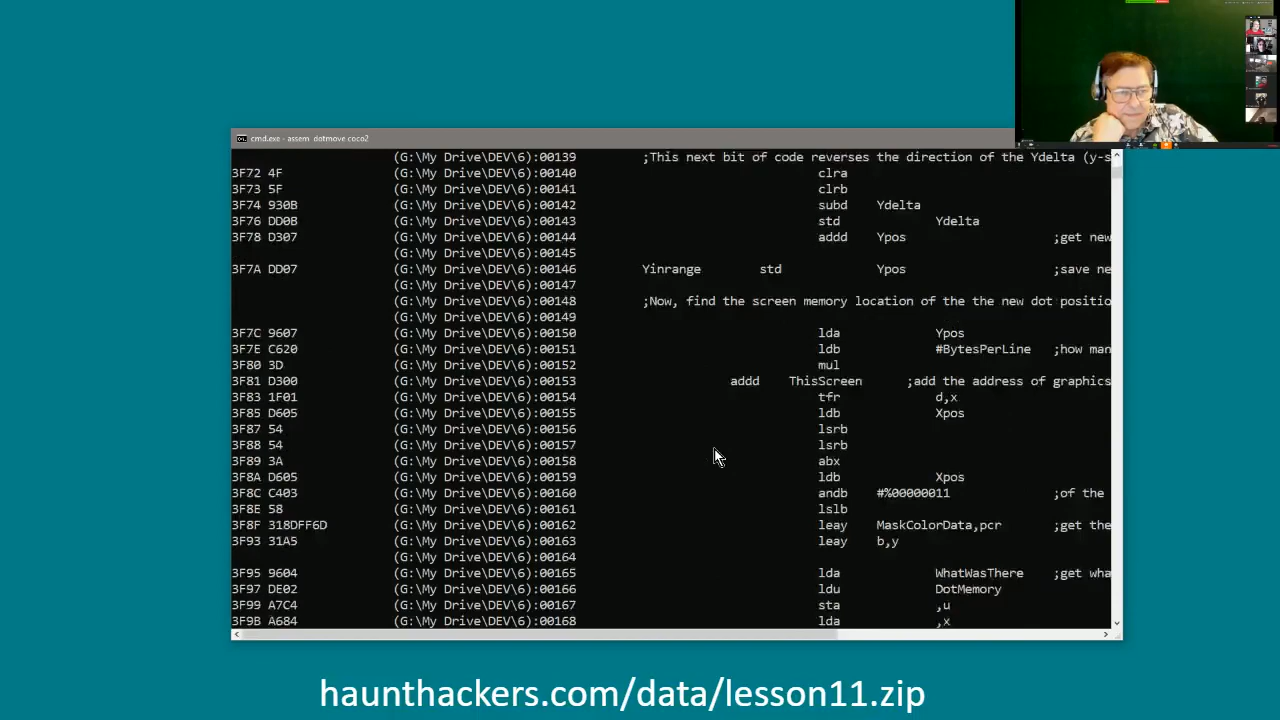 cmd.exe - assem dotmove coco2
(G:\My Drive\DEV\6):00139 ;This next bit of code reverses the direction of the Ydelta (y-s
3F72 4F (G:\My Drive\DEV\6):00140 clra
3F73 5F (G:\My Drive\DEV\6):00141 clrb
3F74 930B (G:\My Drive\DEV\6):00142 subd Ydelta
3F76 DD0B (G:\My Drive\DEV\6):00143 std Ydelta
3F78 D307 (G:\My Drive\DEV\6):00144 addd Ypos ;get new
(G:\My Drive\DEV\6):00145
3F7A DD07 (G:\My Drive\DEV\6):00146 Yinrange std Ypos ;save ne
(G:\My Drive\DEV\6):00147
(G:\My Drive\DEV\6):00148 ;Now, find the screen memory location of the the new dot positio
(G:\My Drive\DEV\6):00149
3F7C 9607 (G:\My Drive\DEV\6):00150 lda Ypos
3F7E C620 (G:\My Drive\DEV\6):00151 ldb #BytesPerLine ;how man
3F80 3D (G:\My Drive\DEV\6):00152 mul
3F81 D300 (G:\My Drive\DEV\6):00153 addd ThisScreen ;add the address of graphics
3F83 1F01 (G:\My Drive\DEV\6):00154 tfr d,x
3F85 D605 (G:\My Drive\DEV\6):00155 ldb Xpos
3F87 54 (G:\My Drive\DEV\6):00156 lsrb
3F88 54 (G:\My Drive\DEV\6):00157 lsrb
3F89 3A (G:\My Drive\DEV\6):00158 abx
3F8A D605 (G:\My Drive\DEV\6):00159 ldb Xpos
3F8C C403 (G:\My Drive\DEV\6):00160 andb #%00000011 ;of the
3F8E 58 (G:\My Drive\DEV\6):00161 lslb
3F8F 318DFF6D (G:\My Drive\DEV\6):00162 leay MaskColorData,pcr ;get the
3F93 31A5 (G:\My Drive\DEV\6):00163 leay b,y
(G:\My Drive\DEV\6):00164
3F95 9604 (G:\My Drive\DEV\6):00165 lda WhatWasThere ;get wha
3F97 DE02 (G:\My Drive\DEV\6):00166 ldu DotMemory
3F99 A7C4 (G:\My Drive\DEV\6):00167 sta ,u
3F9B A684 (G:\My Drive\DEV\6):00168 lda ,x
haunthackers.com/data/lesson11.zip